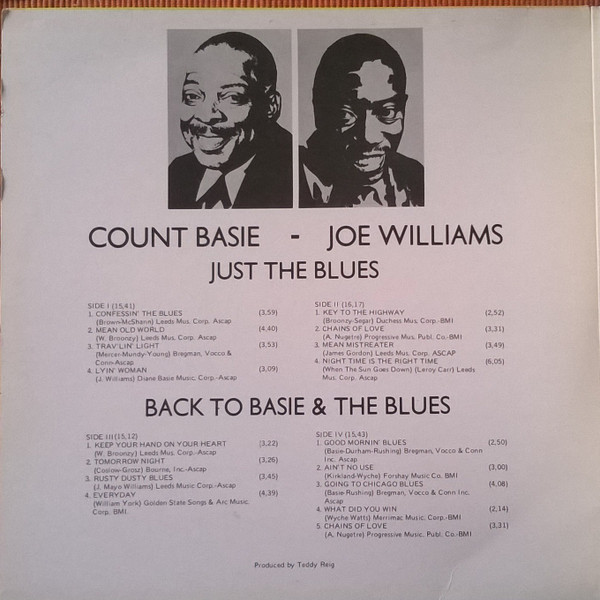 COUNT BASIE - JOE WILLIAMS
JUST THE BLUES
SIDE I (15,41)
1. CONFESSIN' THE BLUES (3,59)
(Brown-McShann) Leeds Mus. Corp. Ascap
2. MEAN OLD WORLD (4,40)
(W. Broonzy) Leeds Mus. Corp. Ascap
3. TRAV'LIN' LIGHT (3,53)
(Mercer-Mundy-Young) Bregman, Vocco &
Conn-Ascap
4. LYIN' WOMAN (3,09)
(J. Williams) Diane Basie Music, Corp.-Ascap
SIDE II (16,17)
1. KEY TO THE HIGHWAY (2,52)
(Broonzy-Segar) Duchess Mus. Corp.-BMI
2. CHAINS OF LOVE (3,31)
(A. Nugetre) Progressive Mus. Publ. Co.-BMI
3. MEAN MISTREATER (3,49)
(James Gordon) Leeds Mus. Corp. ASCAP
4. NIGHT TIME IS THE RIGHT TIME (6,05)
(When The Sun Goes Down) (Leroy Carr) Leeds
Mus. Corp. Ascap
BACK TO BASIE & THE BLUES
SIDE III (15,12)
1. KEEP YOUR HAND ON YOUR HEART (3,22)
(W. Broonzy) Leeds Mus. Corp.-Ascap
2. TOMORROW NIGHT (3,26)
(Coslow-Grosz) Bourne, Inc.-Ascap
3. RUSTY DUSTY BLUES (3,45)
(J. Mayo Williams) Leeds Music Corp.-Ascap
4. EVERYDAY (4,39)
(William York) Golden State Songs & Arc Music
Corp. BMI
SIDE IV (15,43)
1. GOOD MORNIN' BLUES (2,50)
(Basie-Durham-Rushing) Bregman, Vocco & Conn
Inc. Ascap
2. AIN'T NO USE (3,00)
(Kirkland-Wyche) Forshay Music Co. BMI
3. GOING TO CHICAGO BLUES (4,08)
(Basie-Rushing) Bregman, Vocco & Conn Inc.
Ascap
4. WHAT DID YOU WIN (2,14)
(Wyche Watts) Merrimac Music, Corp.-BMI
5. CHAINS OF LOVE (3,31)
(A. Nugetre) Progressive Music, Publ. Co-BMI
Produced by Teddy Reig